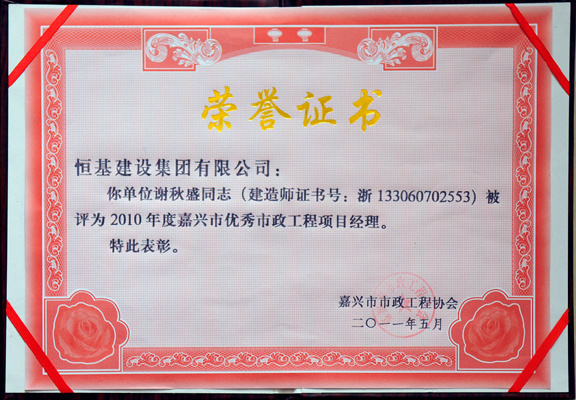 荣誉证书
恒基建设集团有限公司：
你单位谢秋盛同志（建造师证书号：浙133060702553）被
评为2010年度嘉兴市优秀市政工程项目经理。
特此表彰。
嘉兴市市政工程协会
二〇一一年五月